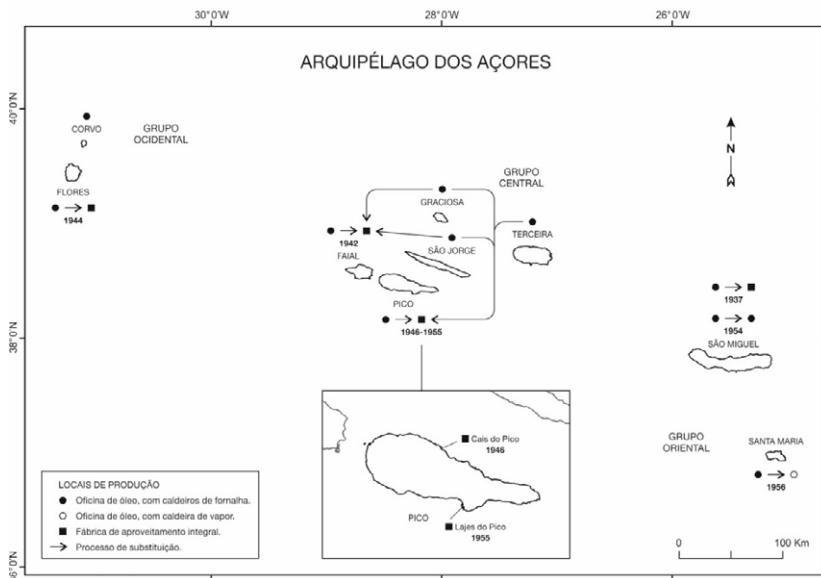 30°0'W
28°0'W
26°0'W
ARQUIPÉLAGO DOS AÇORES
40°0'N
CORVO
GRUPO
OCIDENTAL
FLORES
1944
GRUPO
CENTRAL
GRACIOSA
TERCEIRA
1942
FAIAL
SÃO JORGE
PICO
1946-1955
N
1937
1954
SÃO MIGUEL
38°0'N
Cais do Pico
1946
PICO
Lajes do Pico
1955
GRUPO
ORIENTAL
SANTA MARIA
1956
LOCAIS DE PRODUÇÃO
Oficina de óleo, com caldeiros de fornalha.
Oficina de óleo, com caldeira de vapor.
Fábrica de aproveitamento integral.
Processo de substituição.
0
100 Km